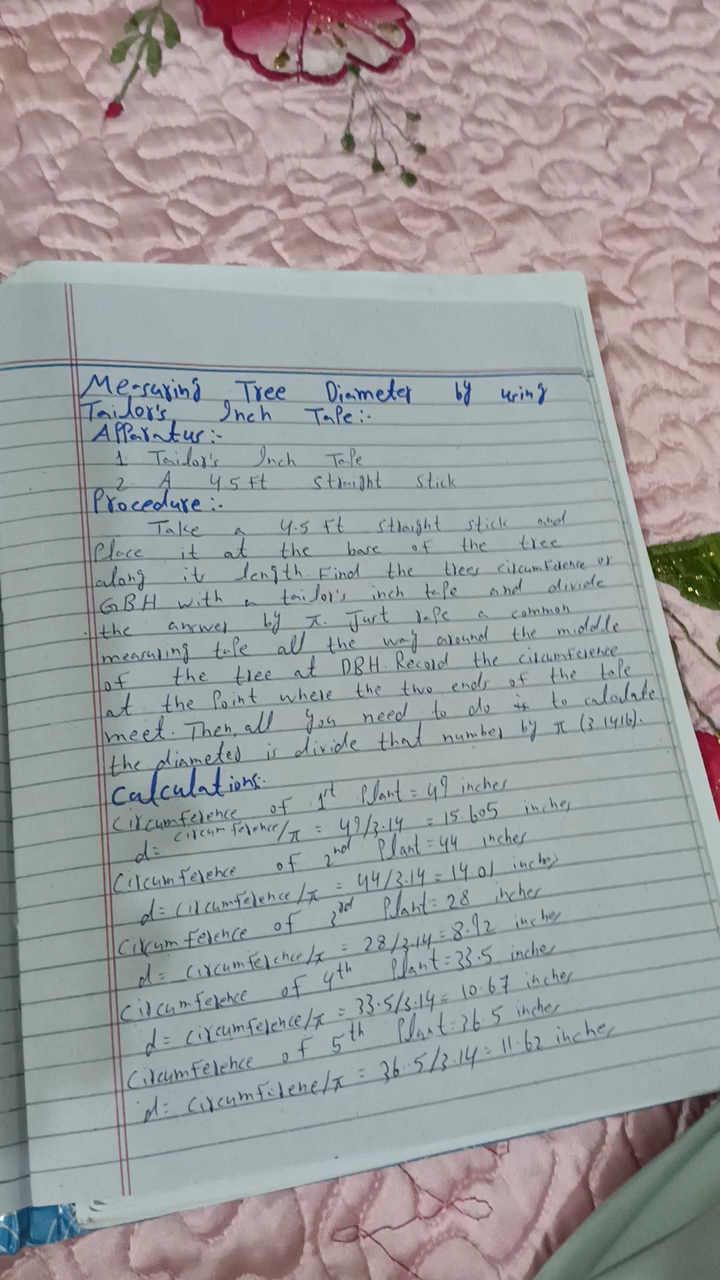 Measuring Tree Diameter by using
Tailor's Inch Tape:-
Apparatus:-
1 Tailor's Inch Tape
2. A 4.5 Ft straight stick
Procedure:-
Take a 4.5 Ft straight stick and
Place it at the base of the tree
along it length. Find the trees circumference or
GBH with a tailor's inch tape and divide
the answer by π. Just tape a common
measuring tape all the way around the middle
of the tree at DBH. Record the circumference
at the Point where the two ends of the tape
meet. Then, all you need to do is to calculate
the diameter is divide that number by π (3.1416).
Calculations:
Circumference of 1st Plant = 49 inches
d= circumference/π = 49/3.14 = 15.605 inches
Circumference of 2nd Plant = 44 inches
d= circumference/π = 44/3.14 = 14.01 inches
Circumference of 3rd Plant = 28 inches
d= circumference/π = 28/3.14 = 8.92 inches
Circumference of 4th Plant = 33.5 inches
d= circumference/π = 33.5/3.14 = 10.67 inches
Circumference of 5th Plant = 36.5 inches
d= circumferene/π = 36.5/3.14 = 11.62 inches